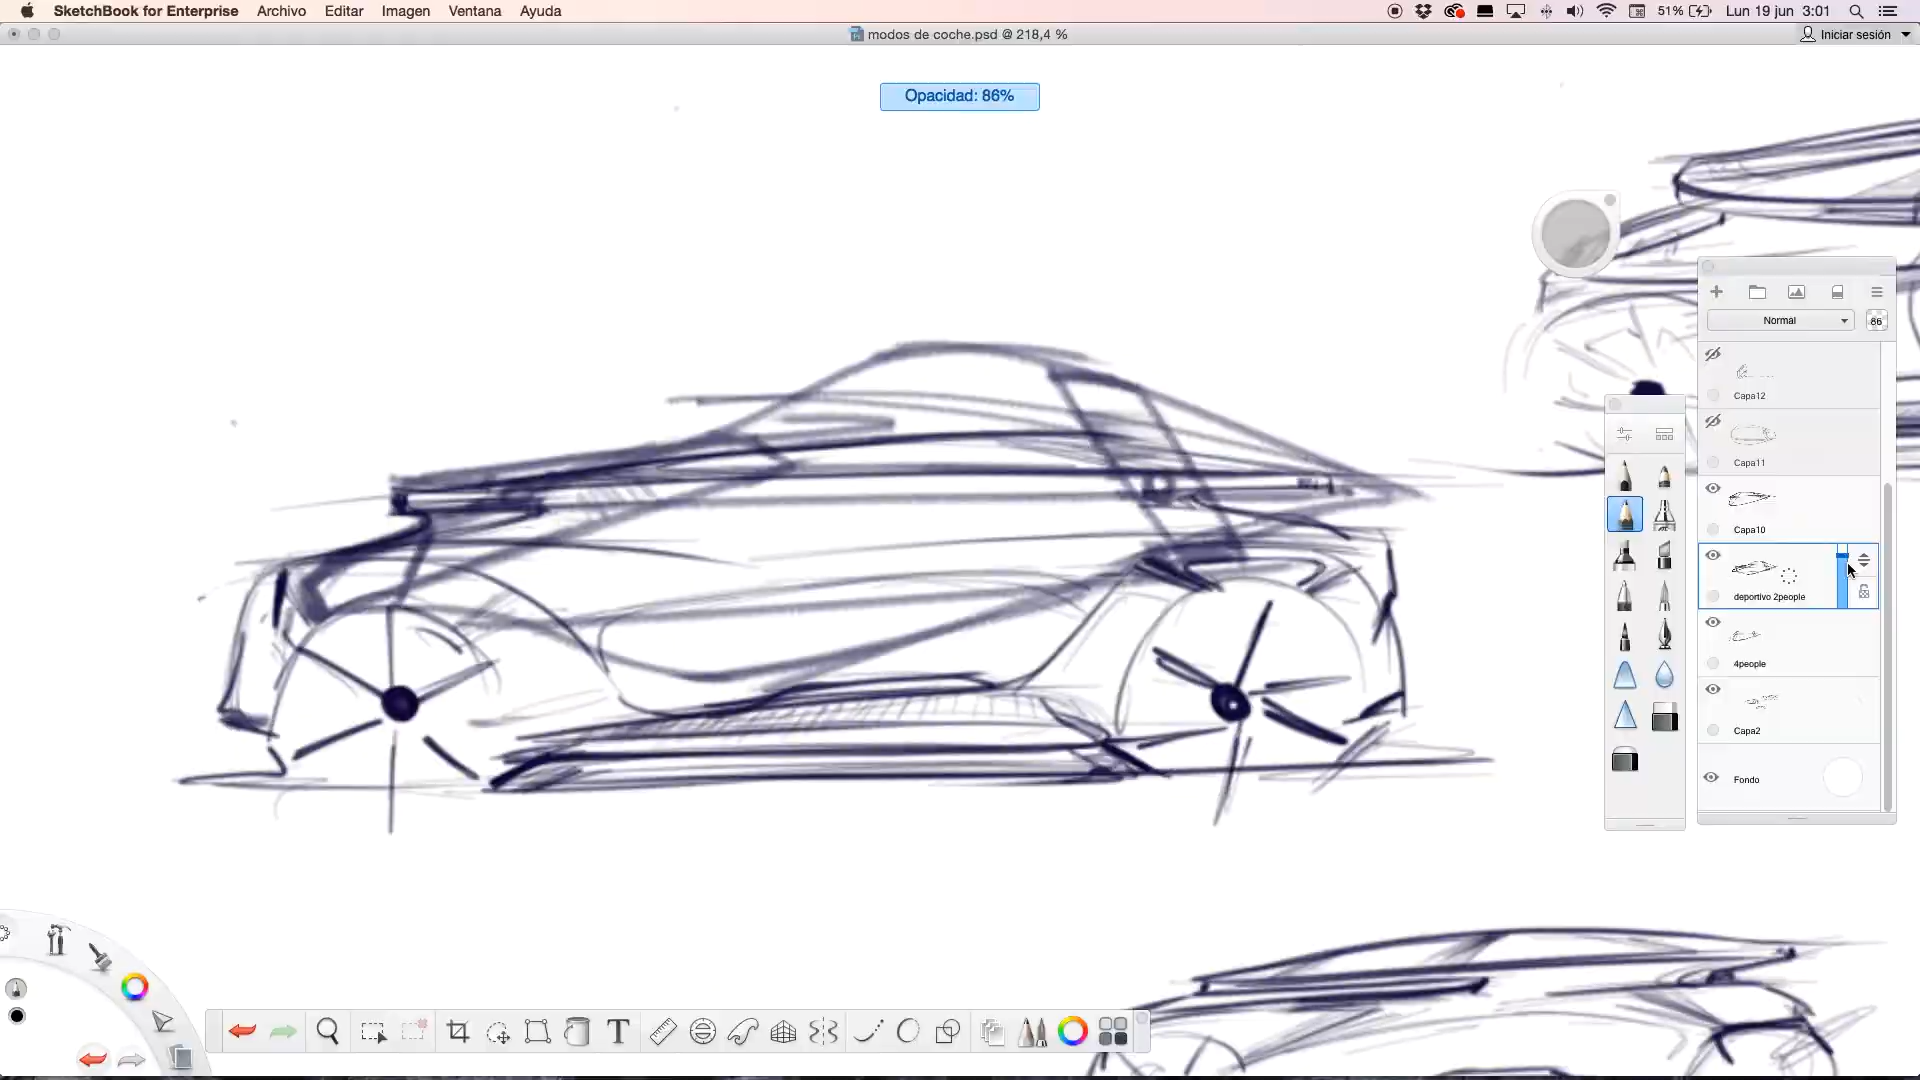 SketchBook for Enterprise Archivo Editar Imagen Ventana Ayuda 51% Lun 19 jun 3:01
modos de coche.psd @ 218,4 %
Iniciar sesión
Opacidad: 86%
Normal 86
Capa12
Capa11
Capa10
deportivo 2people
4people
Capa2
Fondo
T